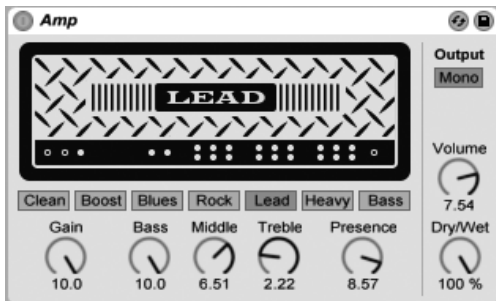 Amp
Output
Mono
LEAD
Volume
7.54
Clean Boost Blues Rock Lead Heavy Bass
Gain Bass Middle Treble Presence Dry/Wet
10.0 10.0 6.51 2.22 8.57 100 %